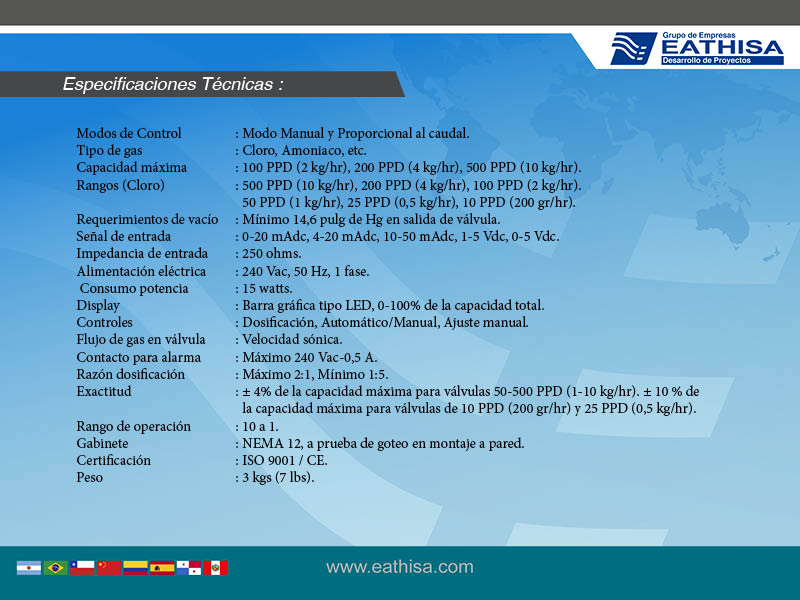 Grupo de Empresas
EATHISA
Desarrollo de Proyectos
Especificaciones Técnicas :
Modos de Control : Modo Manual y Proporcional al caudal.
Tipo de gas : Cloro, Amoniaco, etc.
Capacidad máxima : 100 PPD (2 kg/hr), 200 PPD (4 kg/hr), 500 PPD (10 kg/hr).
Rangos (Cloro) : 500 PPD (10 kg/hr), 200 PPD (4 kg/hr), 100 PPD (2 kg/hr).
50 PPD (1 kg/hr), 25 PPD (0,5 kg/hr), 10 PPD (200 gr/hr).
Requerimientos de vacío : Mínimo 14,6 pulg de Hg en salida de válvula.
Señal de entrada : 0-20 mAdc, 4-20 mAdc, 10-50 mAdc, 1-5 Vdc, 0-5 Vdc.
Impedancia de entrada : 250 ohms.
Alimentación eléctrica : 240 Vac, 50 Hz, 1 fase.
Consumo potencia : 15 watts.
Display : Barra gráfica tipo LED, 0-100% de la capacidad total.
Controles : Dosificación, Automático/Manual, Ajuste manual.
Flujo de gas en válvula : Velocidad sónica.
Contacto para alarma : Máximo 240 Vac-0,5 A.
Razón dosificación : Máximo 2:1, Mínimo 1:5.
Exactitud : ± 4% de la capacidad máxima para válvulas 50-500 PPD (1-10 kg/hr). ± 10 % de
la capacidad máxima para válvulas de 10 PPD (200 gr/hr) y 25 PPD (0,5 kg/hr).
Rango de operación : 10 a 1.
Gabinete : NEMA 12, a prueba de goteo en montaje a pared.
Certificación : ISO 9001 / CE.
Peso : 3 kgs (7 lbs).
www.eathisa.com